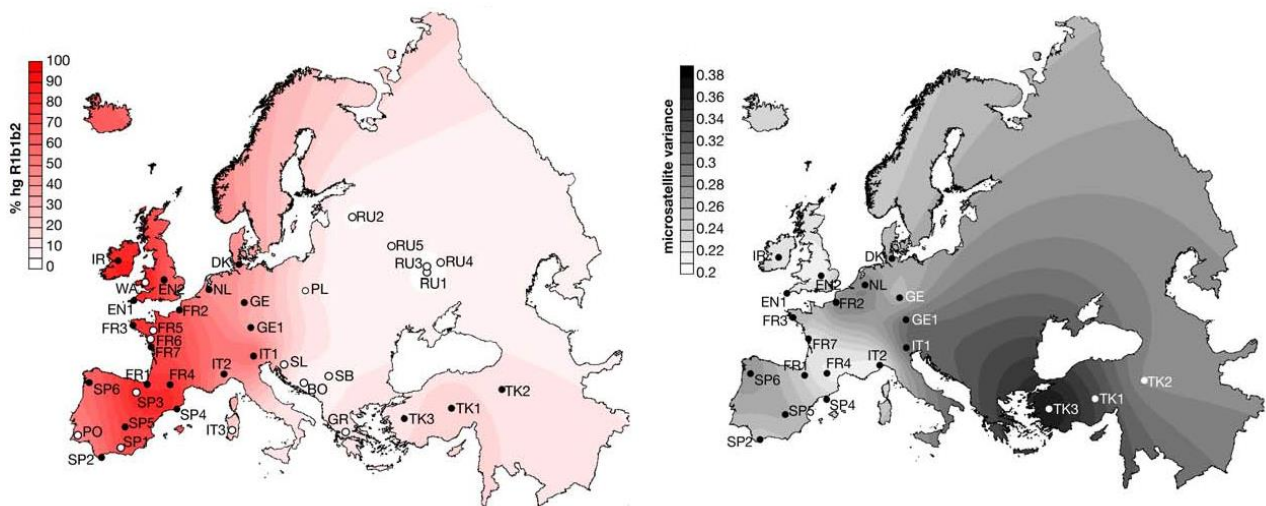 % hg R1b1b2
100
90
80
70
60
50
40
30
20
10
0
RU2
RU5
RU3
RU4
RU1
IR
DK
WA
EN2
NL
PL
EN1
FR2
GE
FR3
FR5
GE1
FR6
FR7
IT1
IT2
SL
FR1
FR4
SB
BO
SP6
SP3
TK2
SP4
TK3
TK1
PO
SP5
IT3
GR
SP1
SP2
microsatellite variance
0.38
0.36
0.34
0.32
0.3
0.28
0.26
0.24
0.22
0.2
IR
DK
EN2
NL
EN1
FR2
GE
FR3
GE1
FR7
IT1
IT2
FR1
FR4
SP6
TK2
SP4
TK1
SP5
TK3
SP2